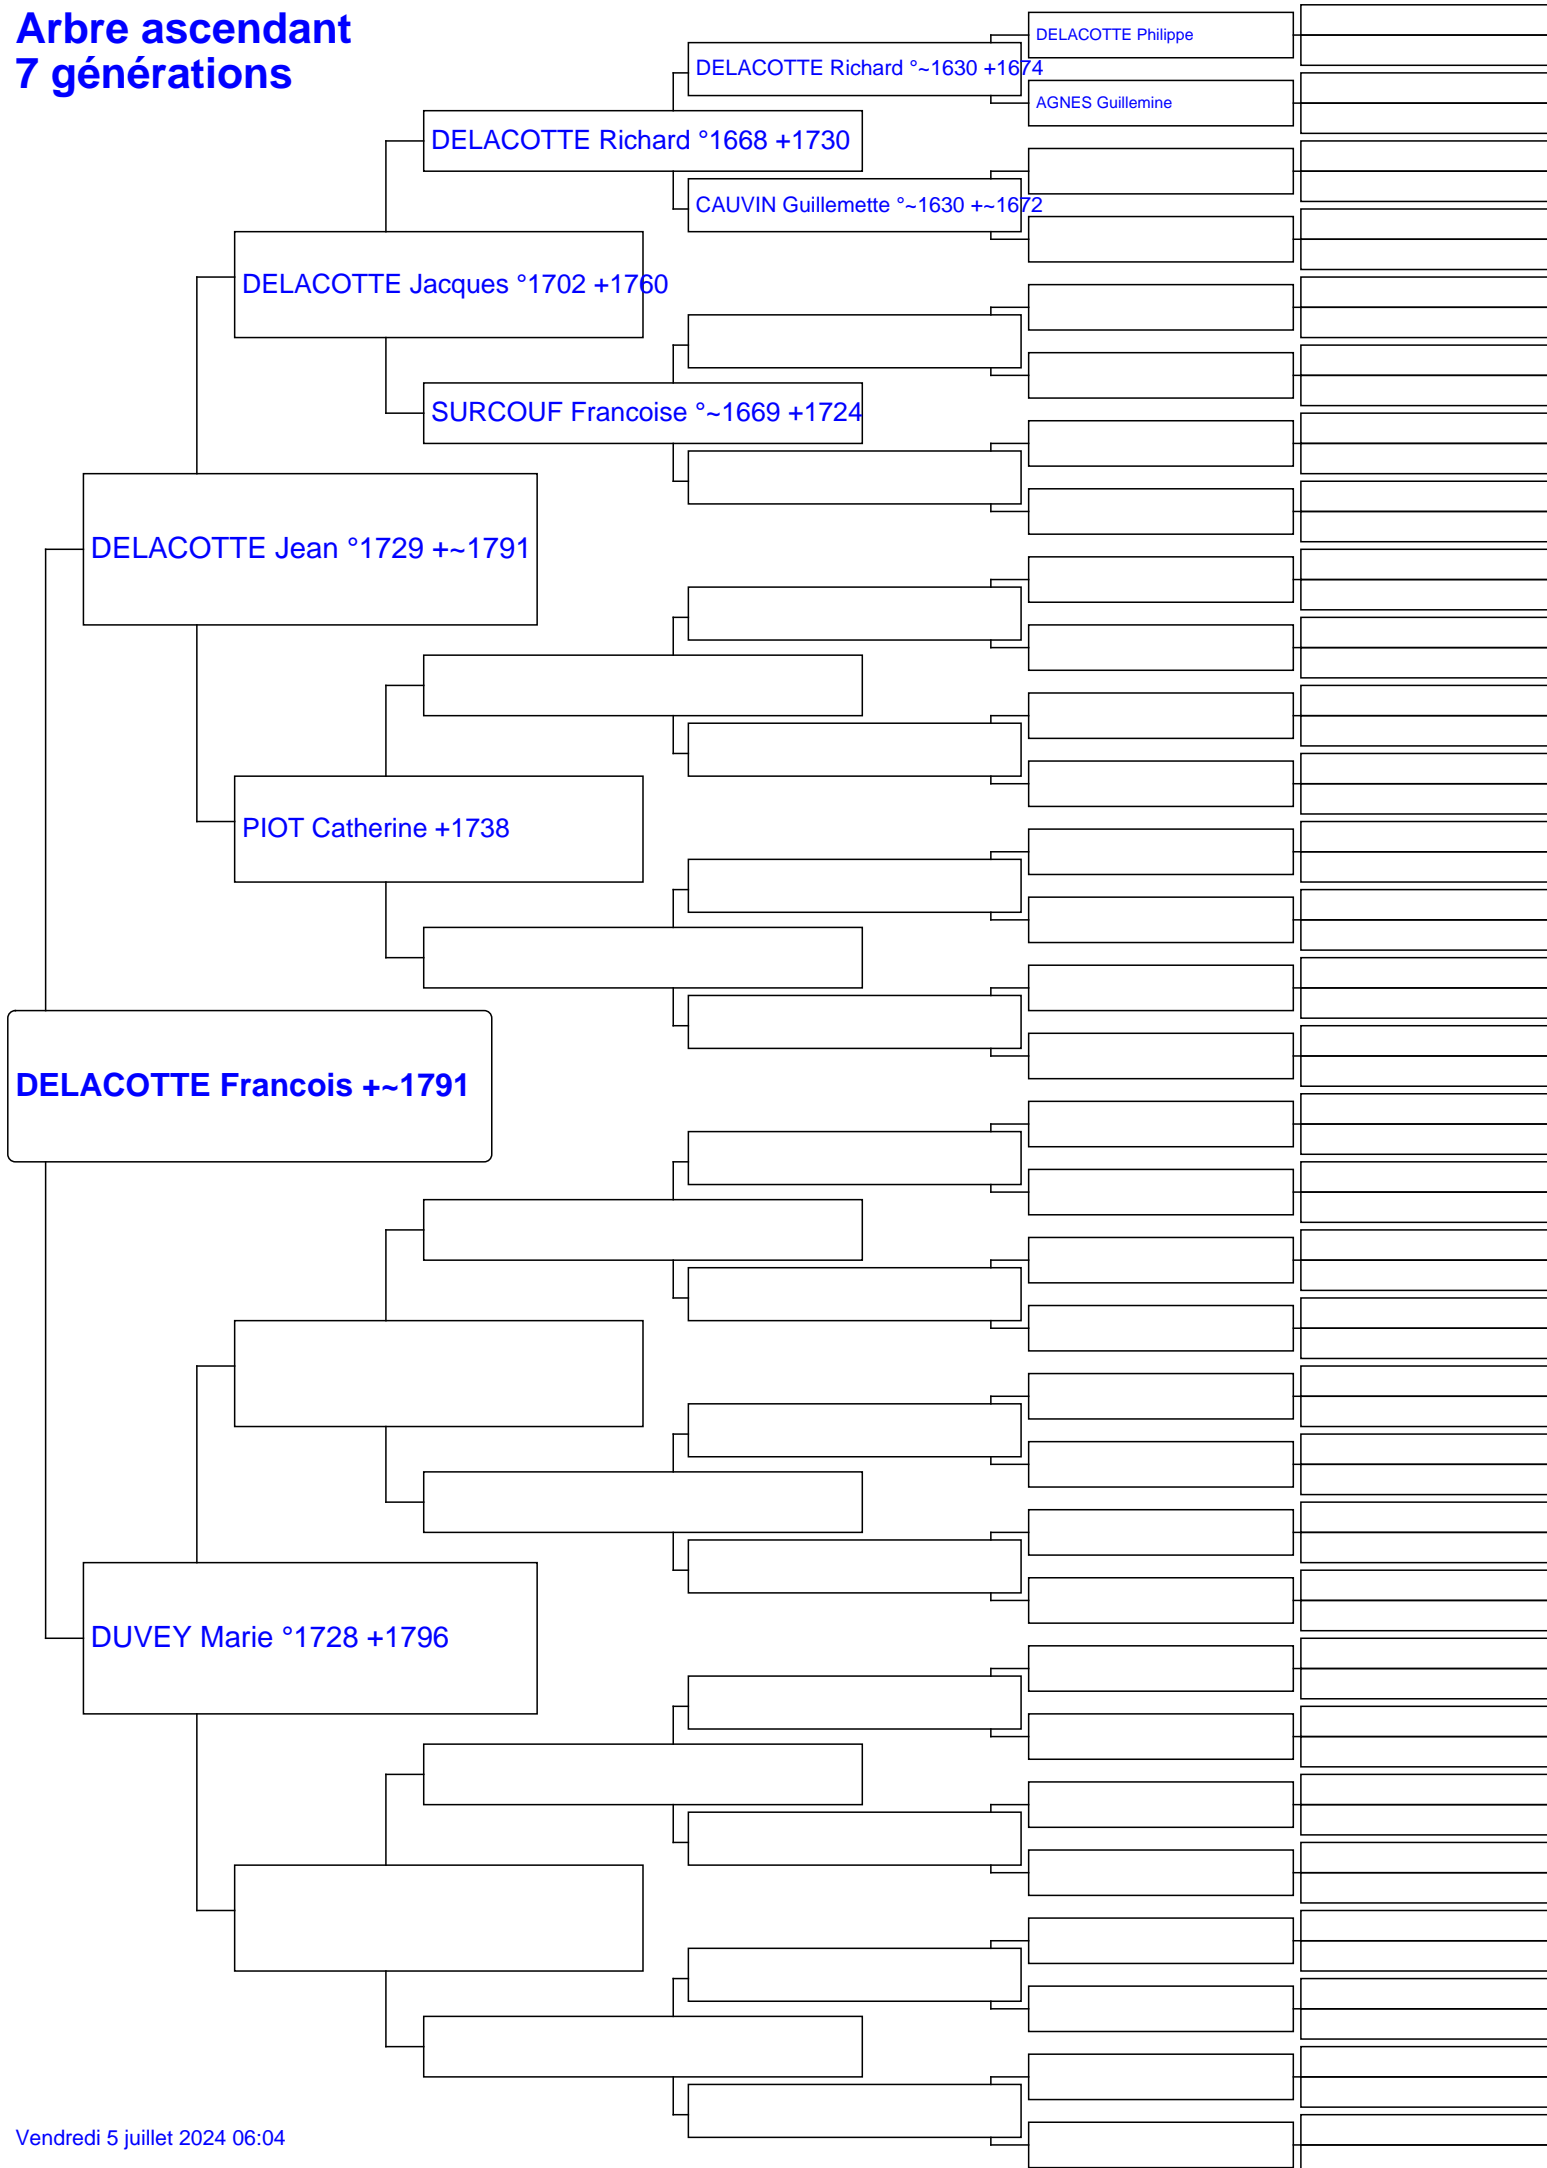 Arbre ascendant
7 générations
DELACOTTE Philippe
DELACOTTE Richard °~1630 +1674
AGNES Guillemine
DELACOTTE Richard °1668 +1730
CAUVIN Guillemette °~1630 +~1672
DELACOTTE Jacques °1702 +1760
SURCOUF Francoise °~1669 +1724
DELACOTTE Jean °1729 +~1791
PIOT Catherine +1738
DELACOTTE Francois +~1791
DUVEY Marie °1728 +1796
Vendredi 5 juillet 2024 06:04